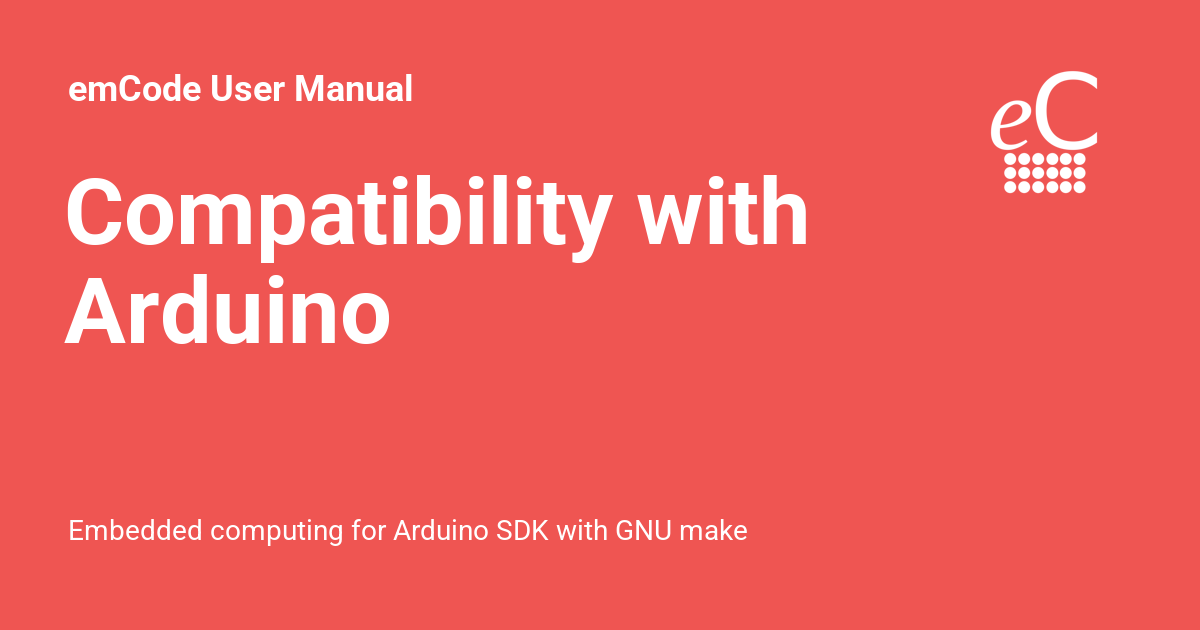 emCode User Manual
eC
Compatibility with
Arduino
Embedded computing for Arduino SDK with GNU make